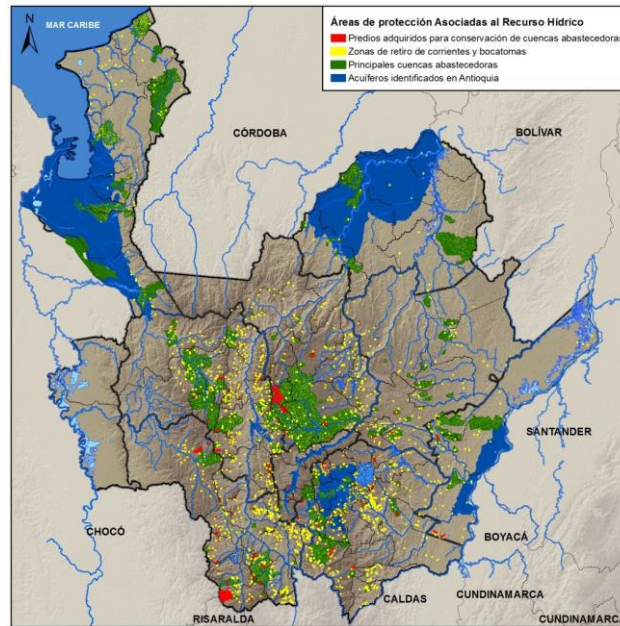 N
MAR CARIBE
Áreas de protección Asociadas al Recurso Hídrico
Predios adquiridos para conservación de cuencas abastecedoras
Zonas de retiro de corrientes y bocatomas
Principales cuencas abastecedoras
Acuíferos identificados en Antioquia
CÓRDOBA
BOLÍVAR
SANTANDER
CHOCÓ
BOYACÁ
CUNDINAMARCA
CALDAS
RISARALDA
CUNDINAMARCA